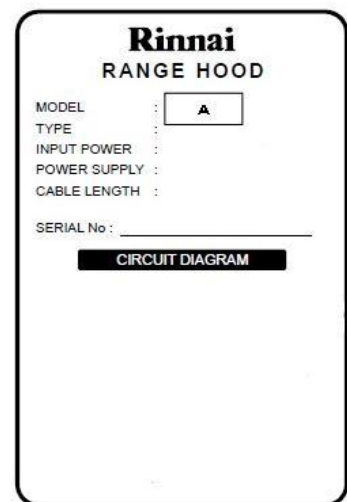 Rinnai
RANGE HOOD
MODEL : A
TYPE :
INPUT POWER :
POWER SUPPLY :
CABLE LENGTH :
SERIAL No :
CIRCUIT DIAGRAM